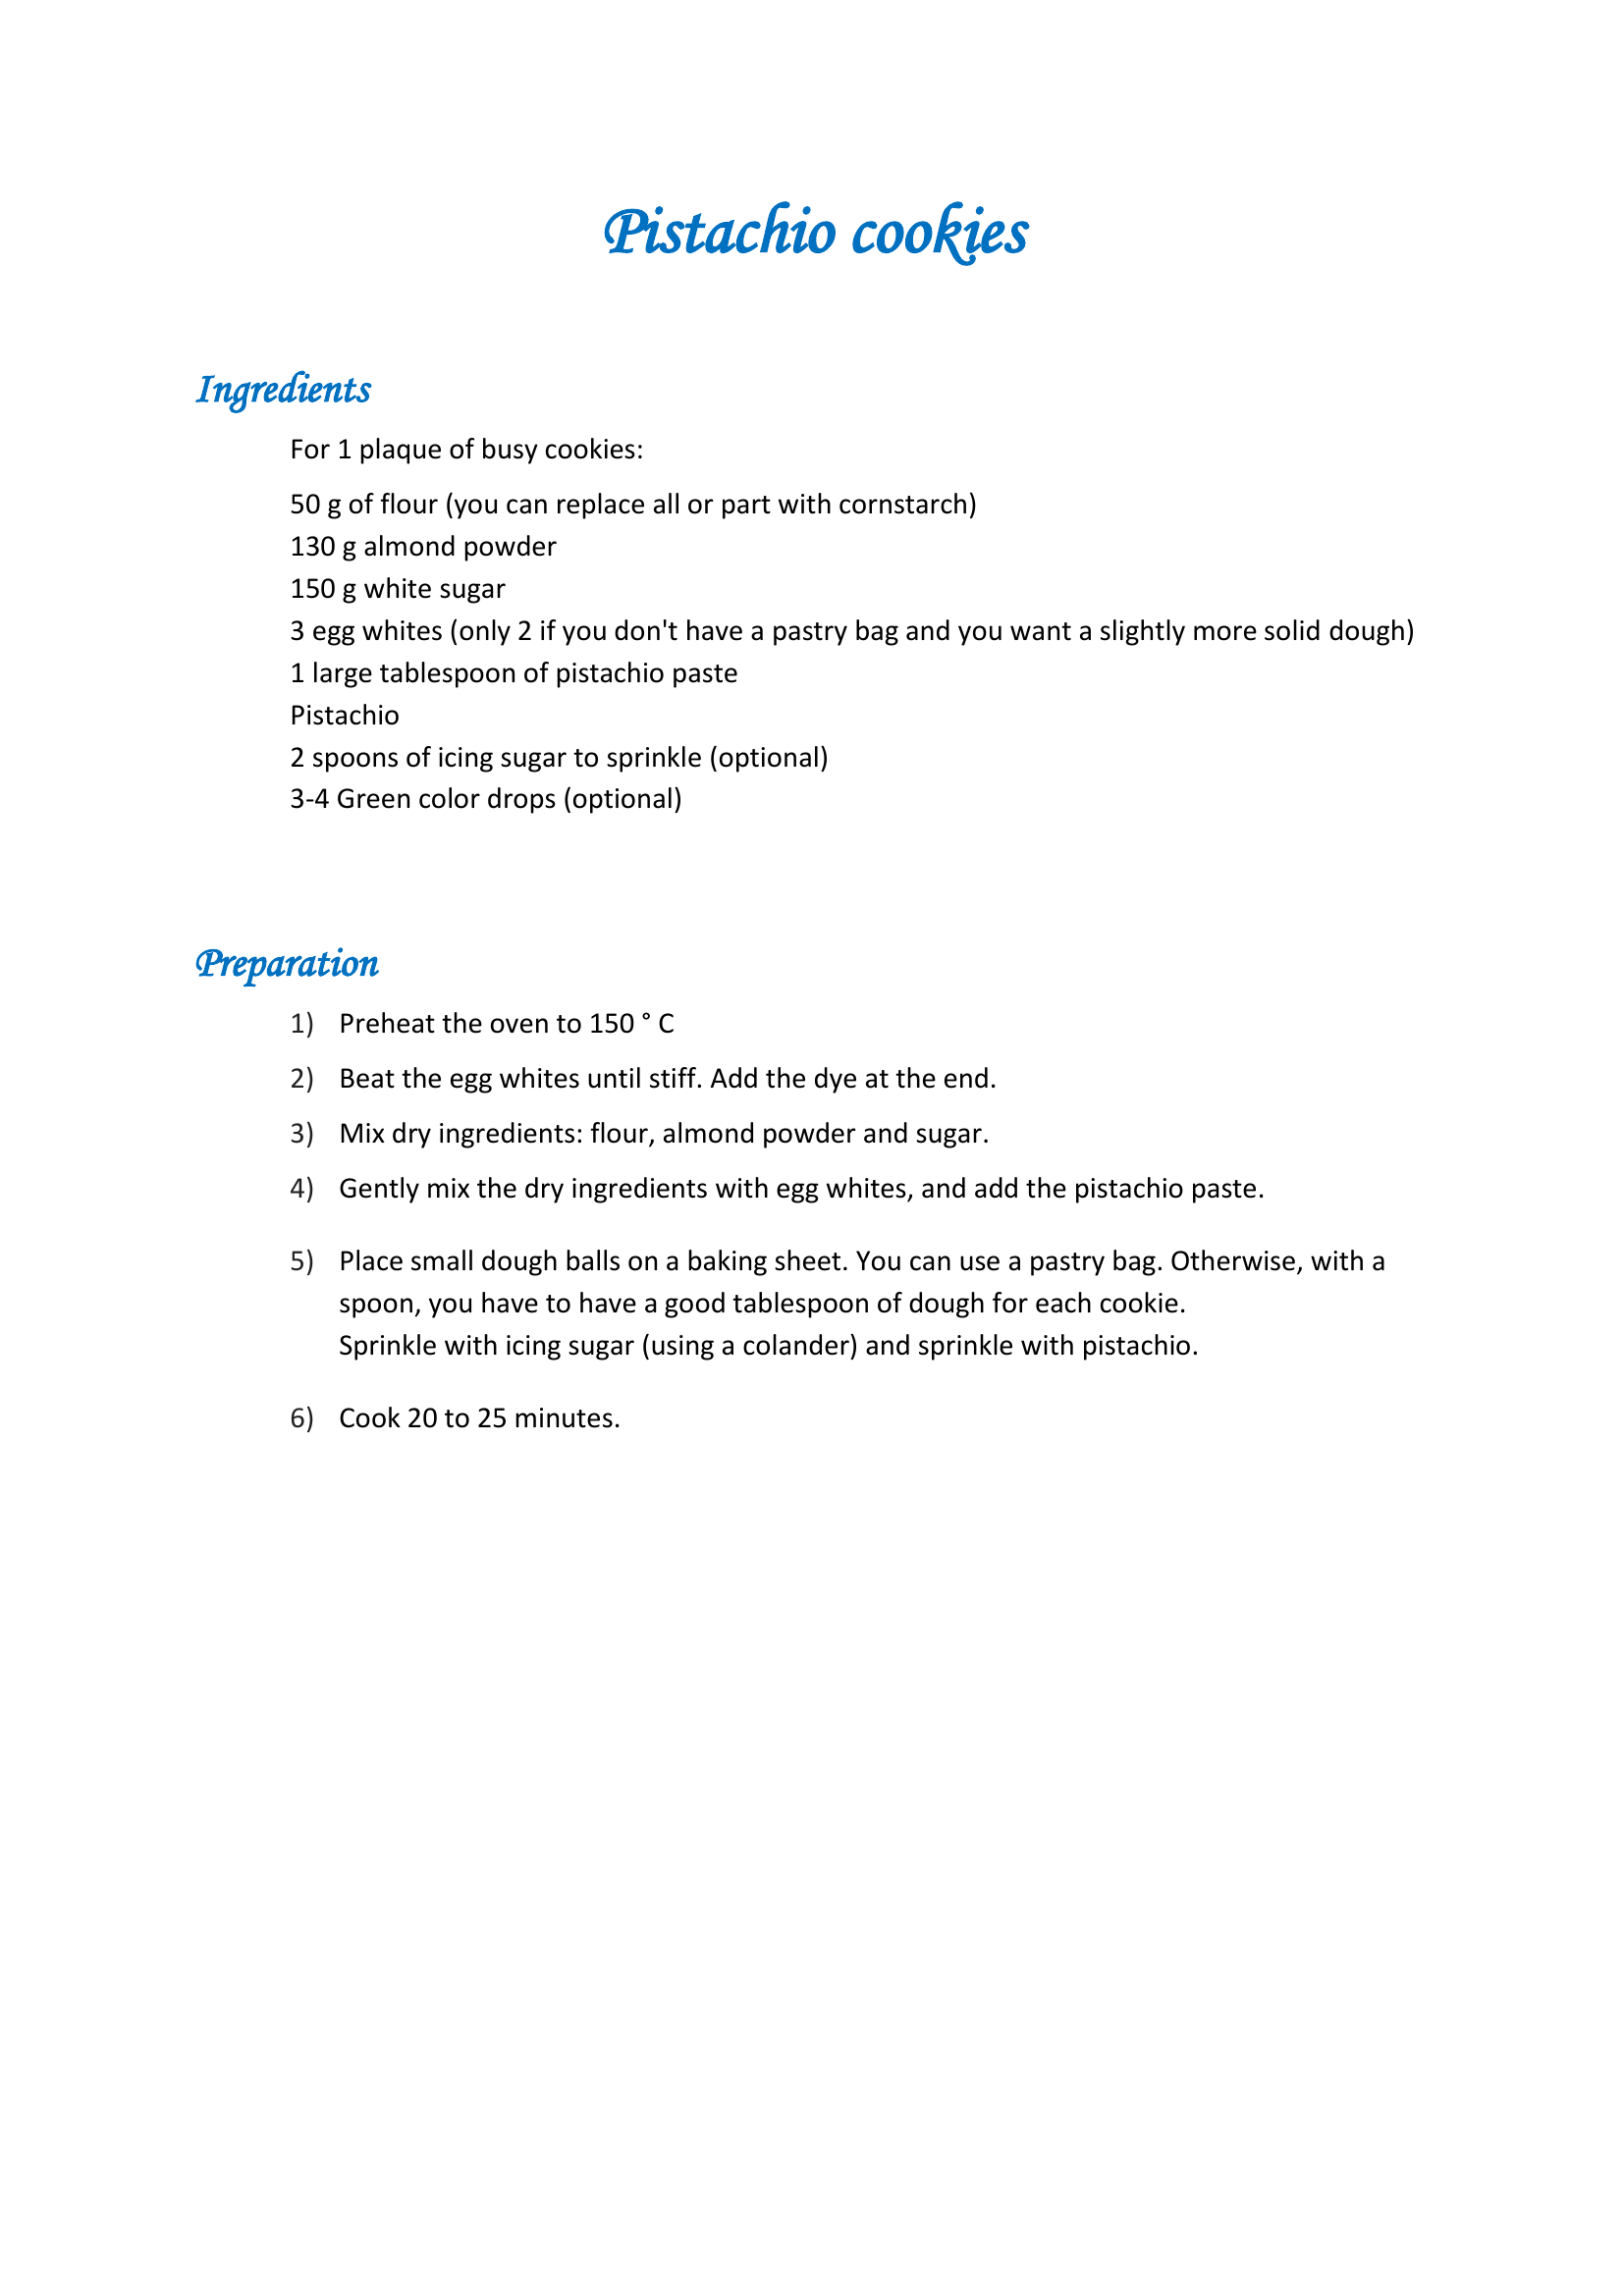 Pistachio cookies
Ingredients
For 1 plaque of busy cookies:
50 g of flour (you can replace all or part with cornstarch)
130 g almond powder
150 g white sugar
3 egg whites (only 2 if you don't have a pastry bag and you want a slightly more solid dough)
1 large tablespoon of pistachio paste
Pistachio
2 spoons of icing sugar to sprinkle (optional)
3-4 Green color drops (optional)
Preparation
1) Preheat the oven to 150 ° C
2) Beat the egg whites until stiff. Add the dye at the end.
3) Mix dry ingredients: flour, almond powder and sugar.
4) Gently mix the dry ingredients with egg whites, and add the pistachio paste.
5) Place small dough balls on a baking sheet. You can use a pastry bag. Otherwise, with a
spoon, you have to have a good tablespoon of dough for each cookie.
Sprinkle with icing sugar (using a colander) and sprinkle with pistachio.
6) Cook 20 to 25 minutes.